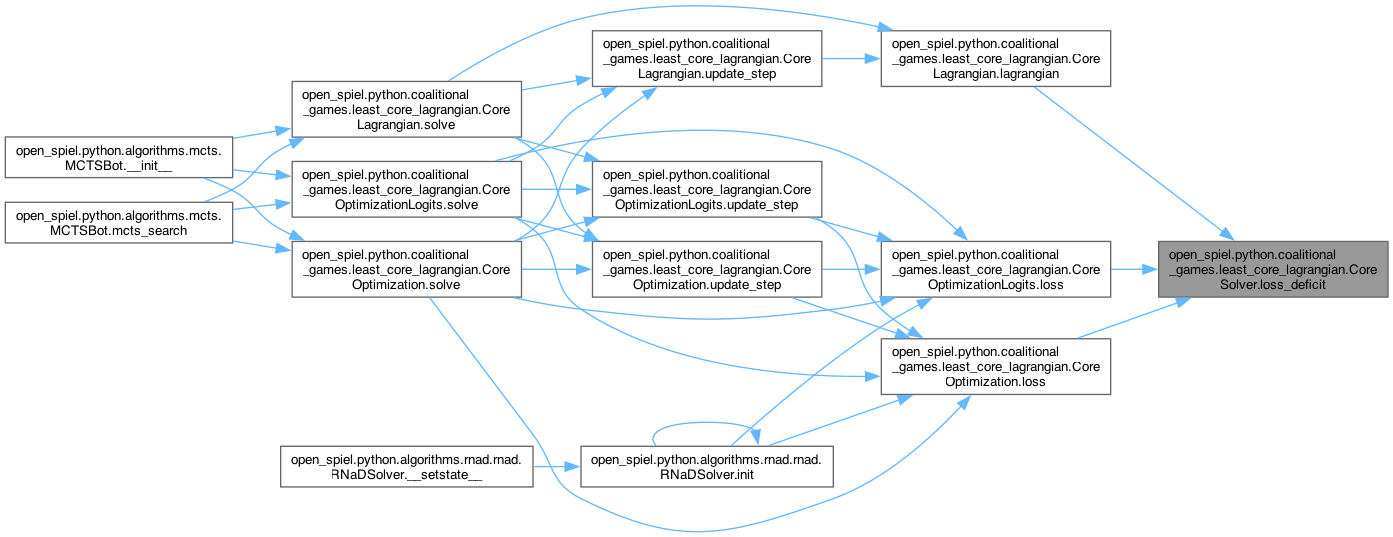 open_spiel.python.coalitional
_games.least_core_lagrangian.Core
Lagrangian.update_step
open_spiel.python.coalitional
_games.least_core_lagrangian.Core
Lagrangian.lagrangian
open_spiel.python.coalitional
_games.least_core_lagrangian.Core
Lagrangian.solve
open_spiel.python.algorithms.mcts.
MCTSBot.__init__
open_spiel.python.coalitional
_games.least_core_lagrangian.Core
OptimizationLogits.solve
open_spiel.python.coalitional
_games.least_core_lagrangian.Core
OptimizationLogits.update_step
open_spiel.python.algorithms.mcts.
MCTSBot.mcts_search
open_spiel.python.coalitional
_games.least_core_lagrangian.Core
Optimization.solve
open_spiel.python.coalitional
_games.least_core_lagrangian.Core
Optimization.update_step
open_spiel.python.coalitional
_games.least_core_lagrangian.Core
OptimizationLogits.loss
open_spiel.python.coalitional
_games.least_core_lagrangian.Core
Solver.loss_deficit
open_spiel.python.coalitional
_games.least_core_lagrangian.Core
Optimization.loss
open_spiel.python.algorithms.rnad.rnad.
RNaDSolver.__setstate__
open_spiel.python.algorithms.rnad.rnad.
RNaDSolver.init